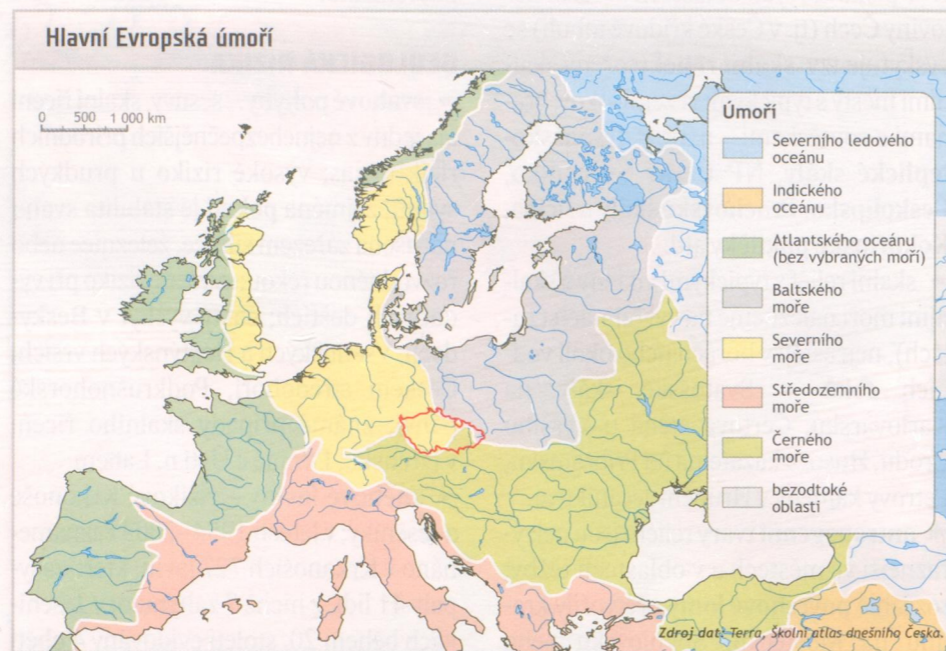 Hlavní Evropská úmoří
0 500 1 000 km
Úmoří
Severního ledového
oceánu
Indického
oceánu
Atlantského oceánu
(bez vybraných moří)
Baltského
moře
Severního
moře
Středozemního
moře
Černého
moře
bezodtoké
oblasti
Zdroj dat: Terra, Školní atlas dnešního Česka.